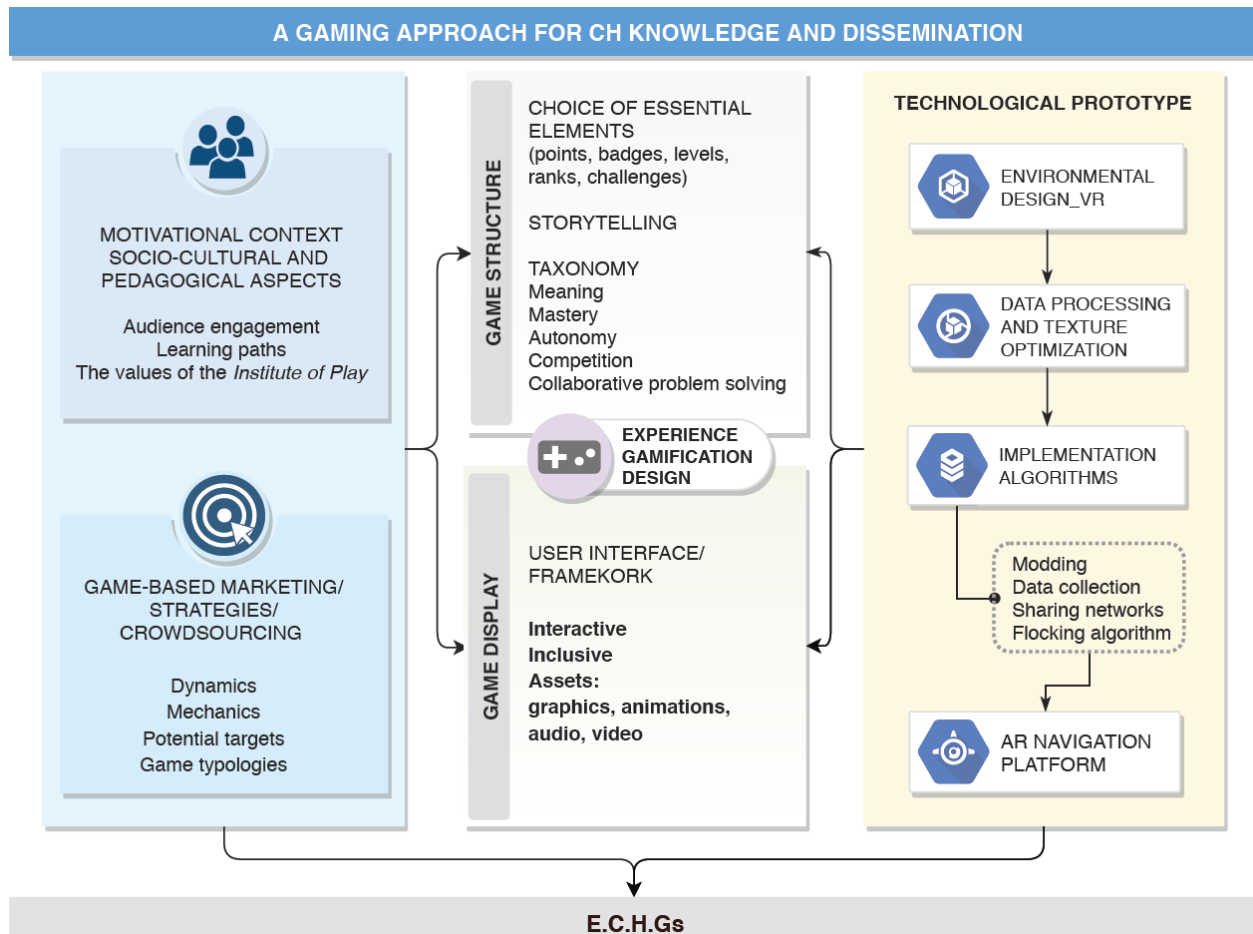 A GAMING APPROACH FOR CH KNOWLEDGE AND DISSEMINATION
MOTIVATIONAL CONTEXT
SOCIO-CULTURAL AND
PEDAGOGICAL ASPECTS
Audience engagement
Learning paths
The values of the Institute of Play
GAME-BASED MARKETING/
STRATEGIES/
CROWDSOURCING
Dynamics
Mechanics
Potential targets
Game typologies
GAME STRUCTURE
CHOICE OF ESSENTIAL
ELEMENTS
(points, badges, levels,
ranks, challenges)
STORYTELLING
TAXONOMY
Meaning
Mastery
Autonomy
Competition
Collaborative problem solving
EXPERIENCE
GAMIFICATION
DESIGN
GAME DISPLAY
USER INTERFACE/
FRAMEKORK
Interactive
Inclusive
Assets:
graphics, animations,
audio, video
TECHNOLOGICAL PROTOTYPE
ENVIRONMENTAL
DESIGN_VR
DATA PROCESSING
AND TEXTURE
OPTIMIZATION
IMPLEMENTATION
ALGORITHMS
Modding
Data collection
Sharing networks
Flocking algorithm
AR NAVIGATION
PLATFORM
E.C.H.Gs